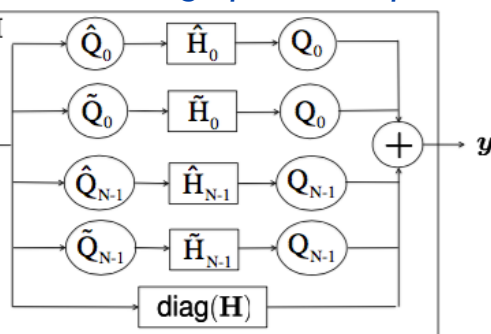 Q̂₀ Ĥ₀ Q₀
Q̃₀ H̃₀ Q₀
+ y
Q̂N-1 ĤN-1 QN-1
Q̃N-1 H̃N-1 QN-1
diag(H)